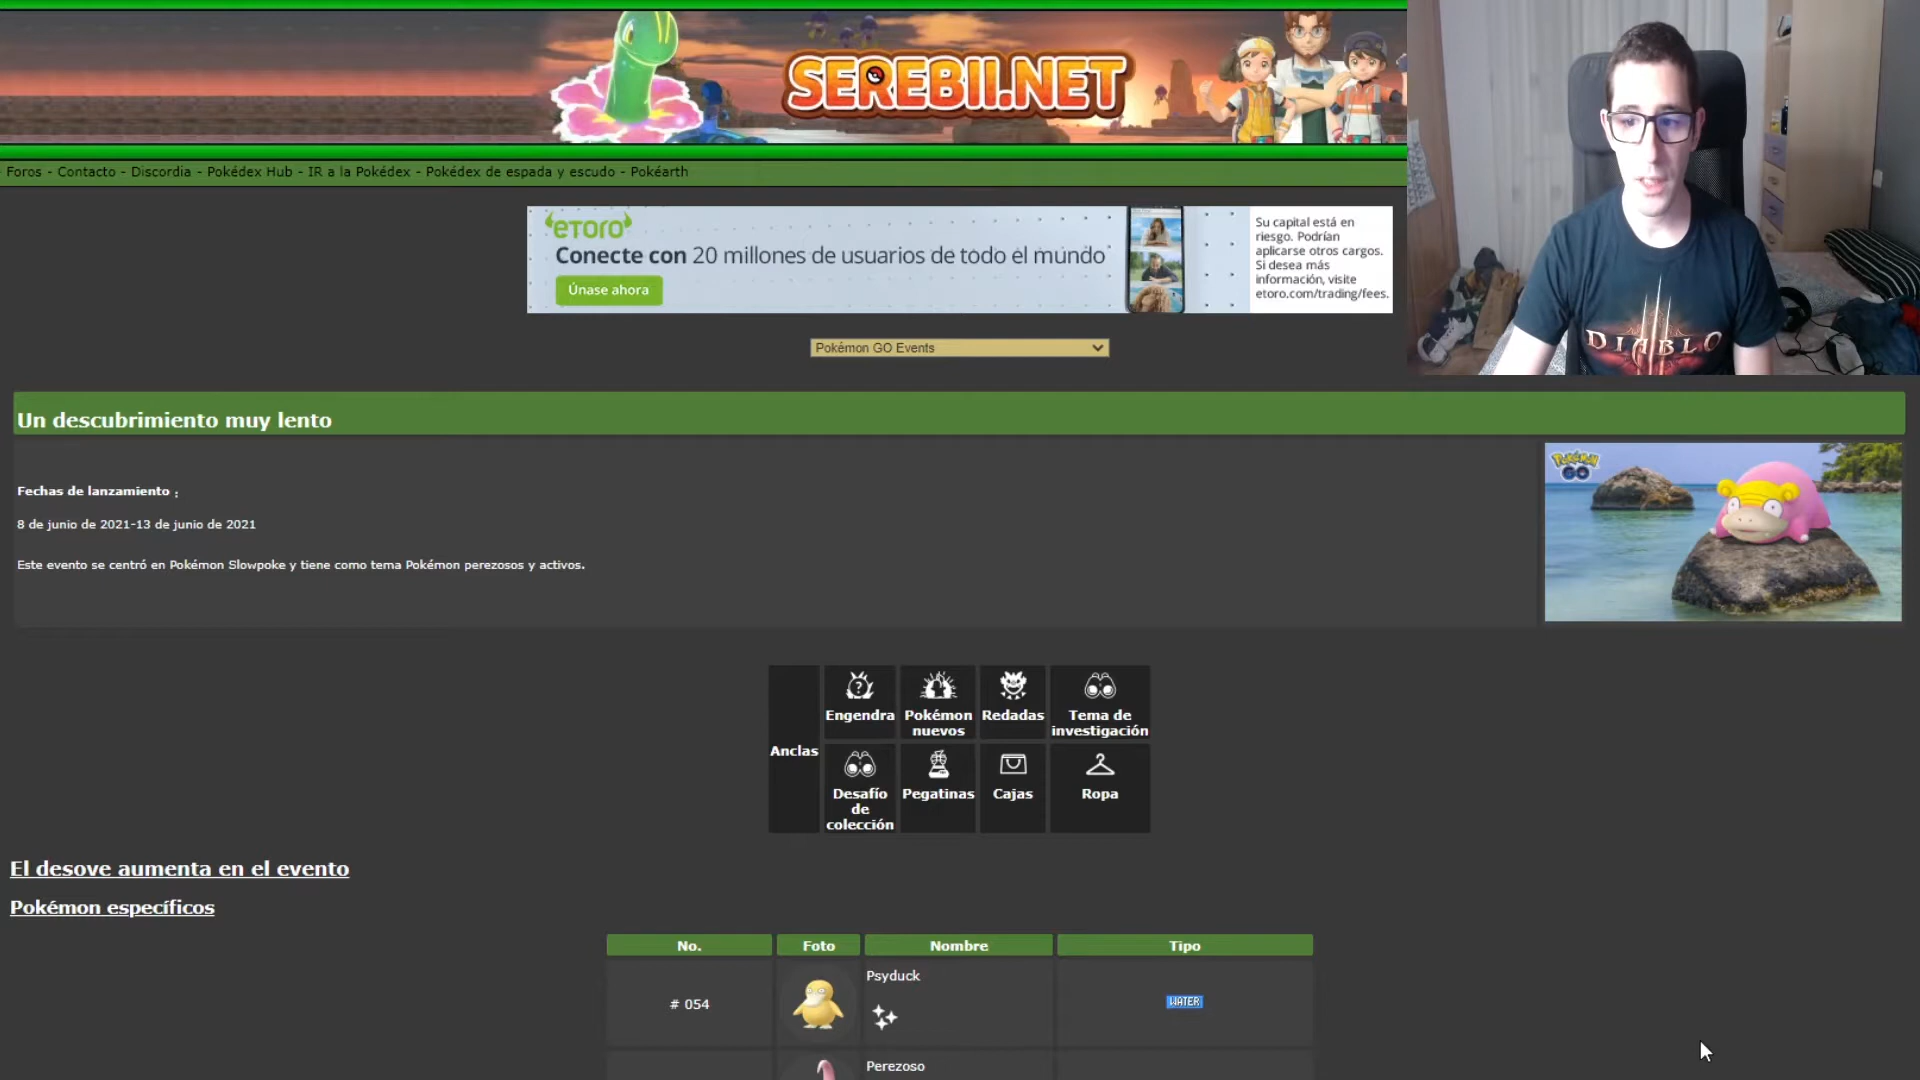 SEREBII.NET
Foros - Contacto - Discordia - Pokédex Hub - IR a la Pokédex - Pokédex de espada y escudo - Pokéarth
eToro
Conecte con 20 millones de usuarios de todo el mundo
Únase ahora
Su capital está en
riesgo. Podrían
aplicarse otros cargos.
Si desea más
información, visite
etoro.com/trading/fees.
DIABLO
Pokémon GO Events
Un descubrimiento muy lento
Fechas de lanzamiento :
8 de junio de 2021-13 de junio de 2021
Este evento se centró en Pokémon Slowpoke y tiene como tema Pokémon perezosos y activos.
Pokémon
GO
Anclas
Engendra
Pokémon
nuevos
Redadas
Tema de
investigación
Desafío
de
colección
Pegatinas
Cajas
Ropa
El desove aumenta en el evento
Pokémon específicos
No.
Foto
Nombre
Tipo
# 054
Psyduck
WATER
Perezoso